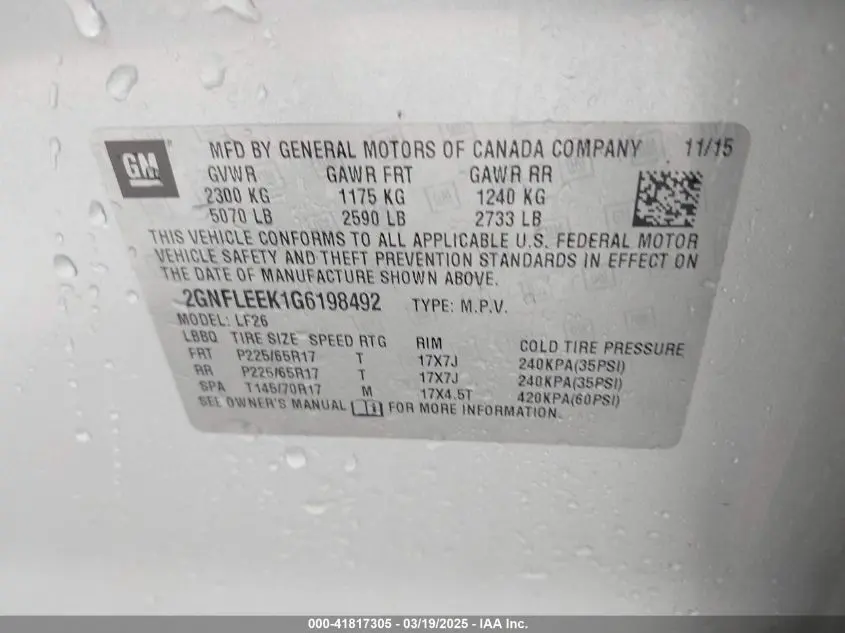 GM
MFD BY GENERAL MOTORS OF CANADA COMPANY 11/15
GVWR GAWR FRT GAWR RR
2300 KG 1175 KG 1240 KG
5070 LB 2590 LB 2733 LB
THIS VEHICLE CONFORMS TO ALL APPLICABLE U.S. FEDERAL MOTOR
VEHICLE SAFETY AND THEFT PREVENTION STANDARDS IN EFFECT ON
THE DATE OF MANUFACTURE SHOWN ABOVE.
2GNFLEEK1G6198492 TYPE: M.P.V.
MODEL: LF26
LBBQ TIRE SIZE SPEED RTG RIM COLD TIRE PRESSURE
FRT P225/65R17 T 17X7J 240KPA(35PSI)
RR P225/65R17 T 17X7J 240KPA(35PSI)
SPA T145/70R17 M 17X4.5T 420KPA(60PSI)
SEE OWNER'S MANUAL FOR MORE INFORMATION.
000-41817305 - 03/19/2025 - IAA Inc.